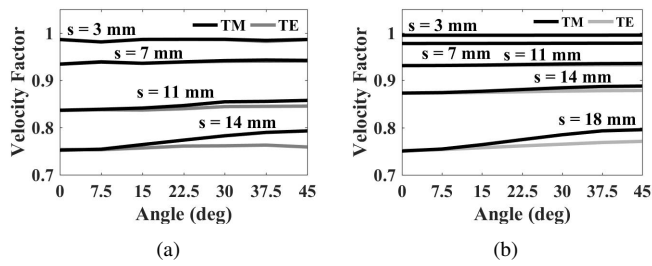 s = 3 mm
TM
TE
s = 7 mm
s = 11 mm
s = 14 mm
Velocity Factor
1
0.9
0.8
0.7
0
7.5
15
22.5
30
37.5
45
Angle (deg)
(a)
s = 3 mm
TM
TE
s = 7 mm
s = 11 mm
s = 14 mm
s = 18 mm
Velocity Factor
1
0.9
0.8
0.7
0
7.5
15
22.5
30
37.5
45
Angle (deg)
(b)